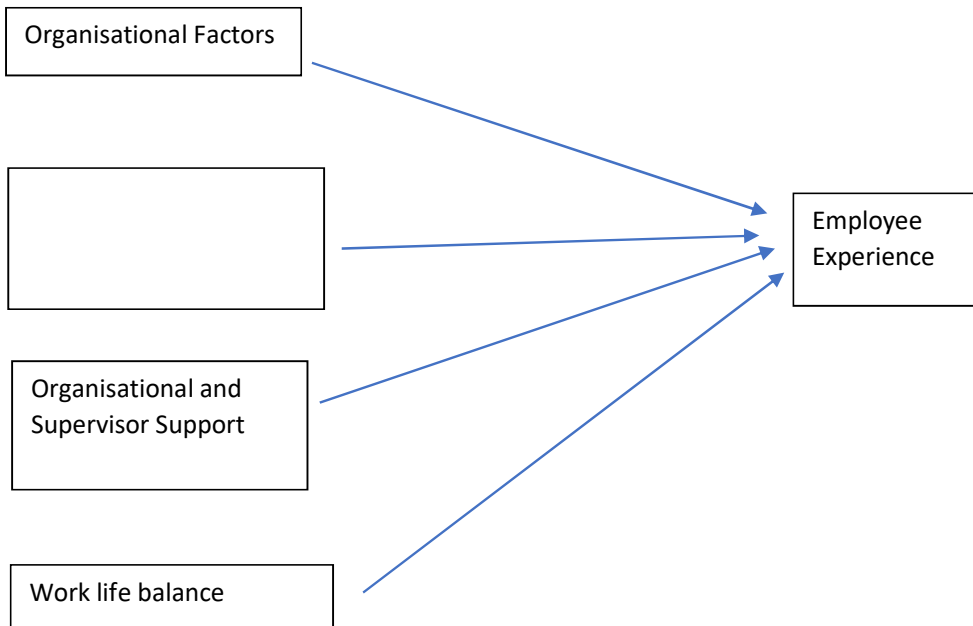 Organisational Factors
Employee
Experience
Organisational and
Supervisor Support
Work life balance